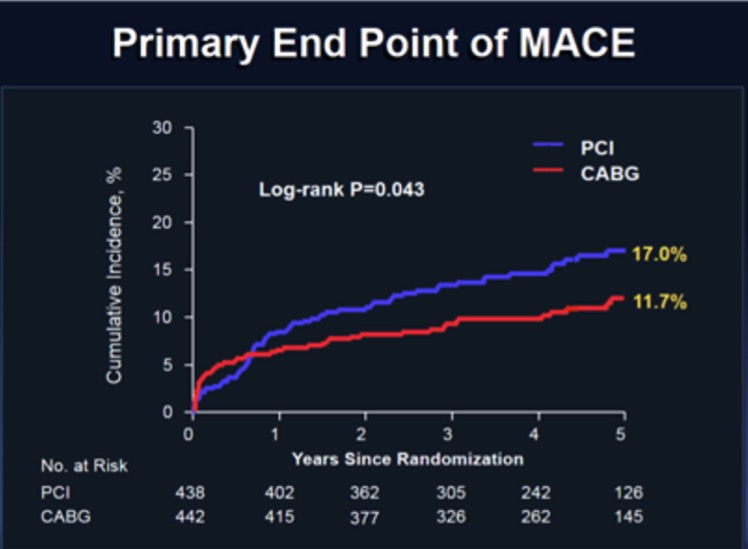 Primary End Point of MACE
30
25
20
15
10
5
0
Cumulative Incidence, %
Log-rank P=0.043
PCI
CABG
17.0%
11.7%
0 1 2 3 4 5
Years Since Randomization
No. at Risk
PCI 438 402 362 305 242 126
CABG 442 415 377 326 262 145